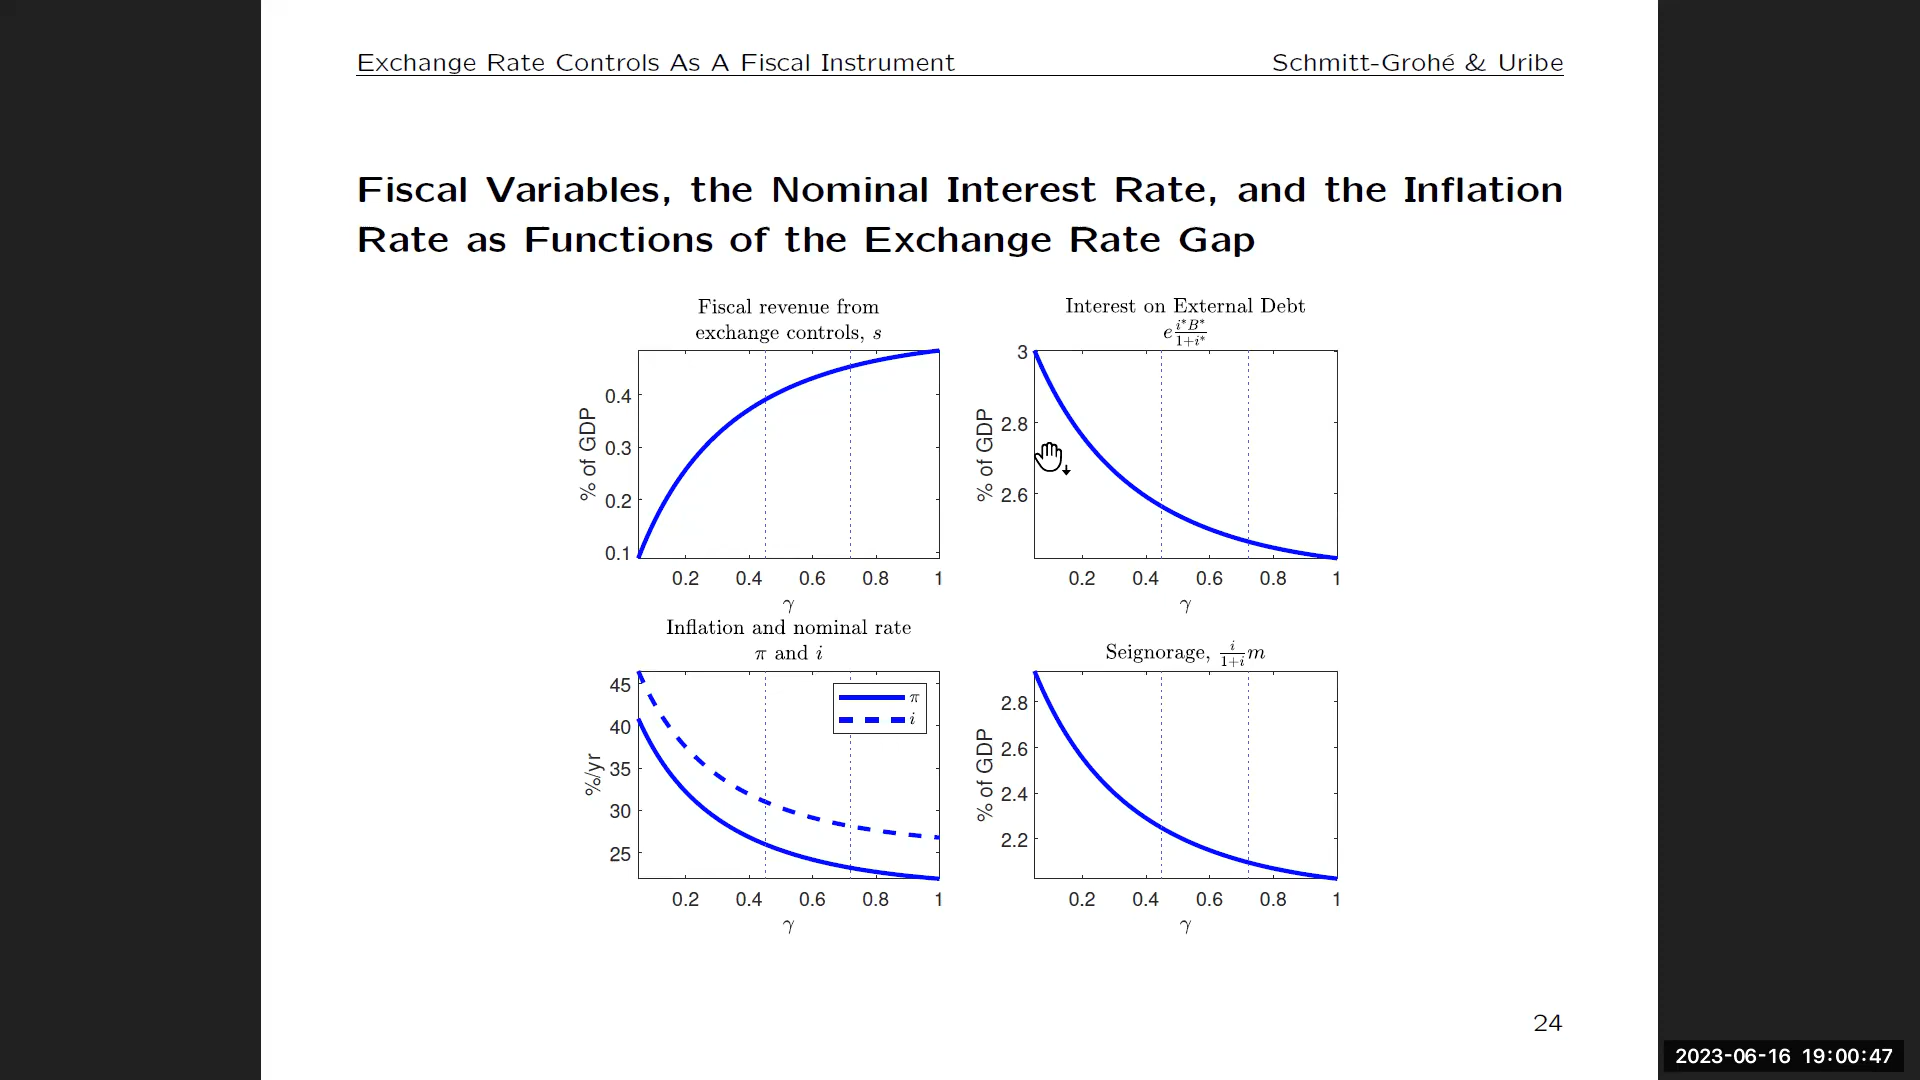 Exchange Rate Controls As A Fiscal Instrument
Schmitt-Grohé & Uribe
Fiscal Variables, the Nominal Interest Rate, and the Inflation
Rate as Functions of the Exchange Rate Gap
Fiscal revenue from
exchange controls, s
% of GDP
0.4
0.3
0.2
0.1
0.2 0.4 0.6 0.8 1
γ
Interest on External Debt
e i*B*/1+i*
% of GDP
3
2.8
2.6
0.2 0.4 0.6 0.8 1
γ
Inflation and nominal rate
π and i
%/yr
45
40
35
30
25
π
i
0.2 0.4 0.6 0.8 1
γ
Seignorage, i/1+i m
% of GDP
2.8
2.6
2.4
2.2
0.2 0.4 0.6 0.8 1
γ
24
2023-06-16 19:00:47